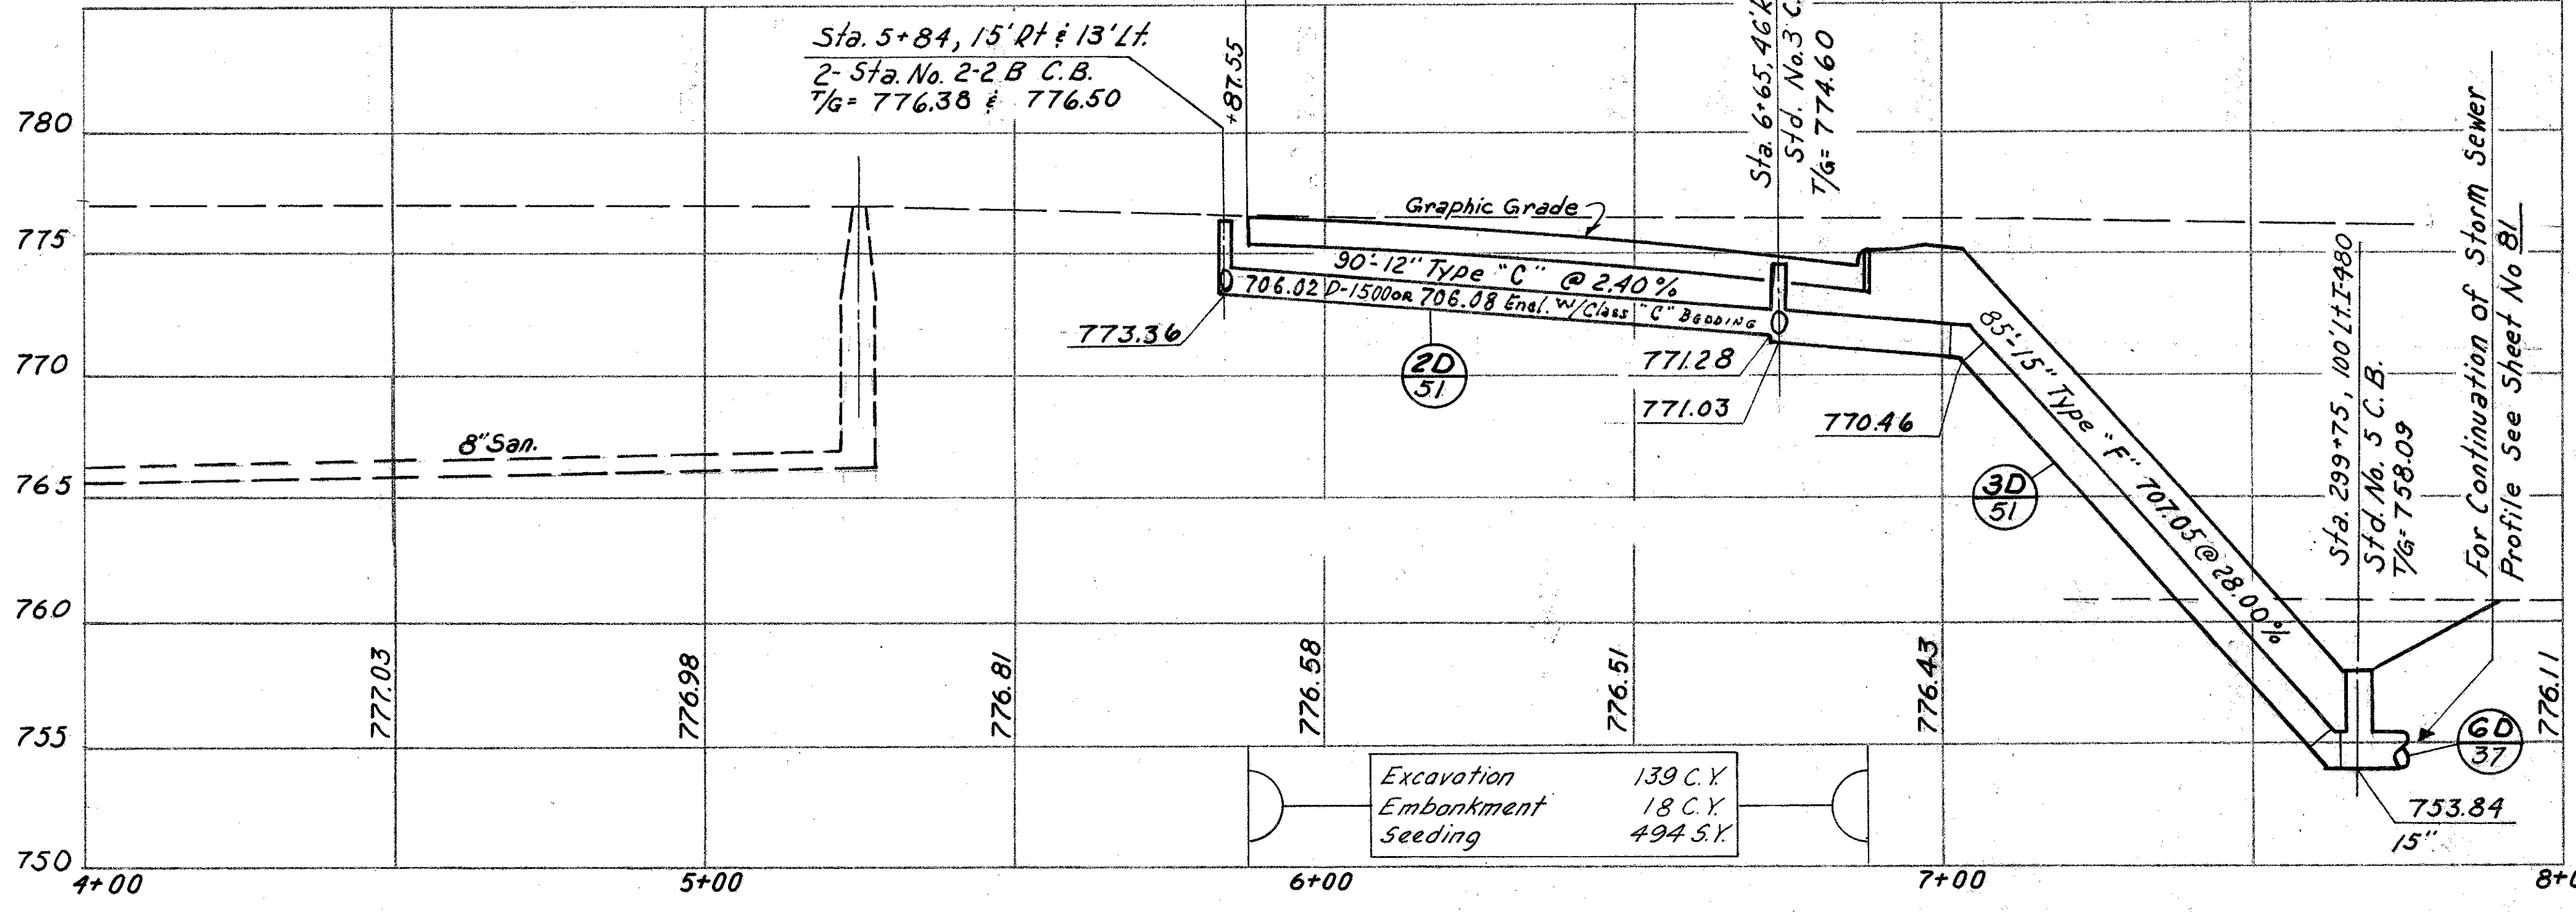 Sta. 5+84, 15' Rt & 13' Lt.
2- Sta. No. 2-2 B C.B.
T/G= 776.38 & 776.50
+87.55
Sta. 6+65, 46'
Std. No. 3 C.
T/G= 774.60
For Continuation of Storm Sewer
Profile See Sheet No 81
Sta. 299+75, 100' Lt. I-480
Std. No. 5 C.B.
T/G= 758.09
780
775
770
765
760
755
750
Graphic Grade
90'-12" Type "C" @ 2.40%
706.02 D-1500 OR 706.08 Encl. W/Class "C" BEDDING
773.36
2D
51
771.28
771.03
770.46
85'-15" Type "F" 707.05 @ 28.00%
3D
51
8" San.
777.03
776.98
776.81
776.58
776.51
776.43
776.11
6D
37
753.84
15"
Excavation 139 C.Y.
Embankment 18 C.Y.
Seeding 494 S.Y.
4+00
5+00
6+00
7+00
8+0